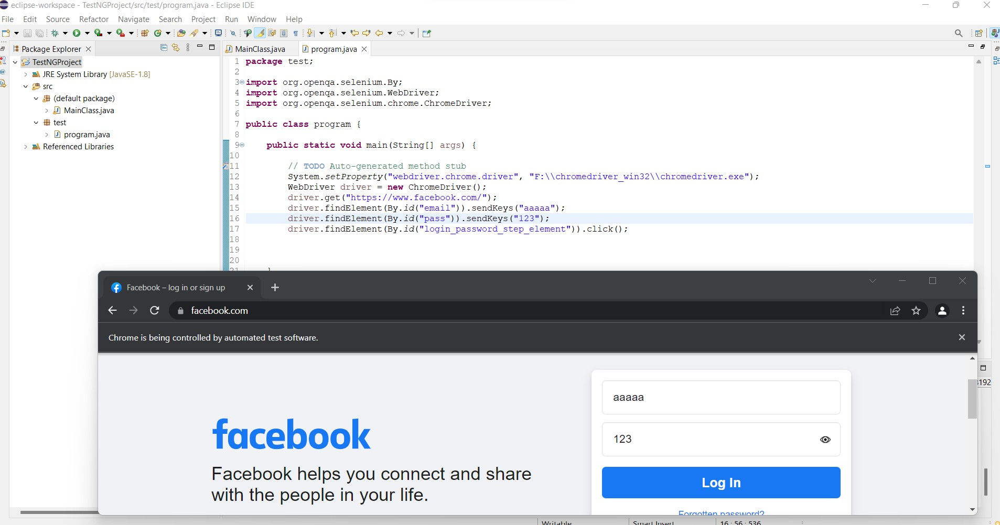 eclipse-workspace - TestNGProject/src/test/program.java - Eclipse IDE
File Edit Source Refactor Navigate Search Project Run Window Help
Package Explorer
MainClass.java
program.java
TestNGProject
JRE System Library [JavaSE-1.8]
src
(default package)
MainClass.java
test
program.java
Referenced Libraries
1 package test;
2
3 import org.openqa.selenium.By;
4 import org.openqa.selenium.WebDriver;
5 import org.openqa.selenium.chrome.ChromeDriver;
6
7 public class program {
8
9 public static void main(String[] args) {
10
11 // TODO Auto-generated method stub
12 System.setProperty("webdriver.chrome.driver", "F:\\chromedriver_win32\\chromedriver.exe");
13 WebDriver driver = new ChromeDriver();
14 driver.get("https://www.facebook.com/");
15 driver.findElement(By.id("email")).sendKeys("aaaaa");
16 driver.findElement(By.id("pass")).sendKeys("123");
17 driver.findElement(By.id("login_password_step_element")).click();
18
19
20
21 }
Facebook – log in or sign up
facebook.com
Chrome is being controlled by automated test software.
192
facebook
Facebook helps you connect and share
with the people in your life.
aaaaa
123
Log In
Forgotten password?
Writable Smart Insert 16 : 56 : 536